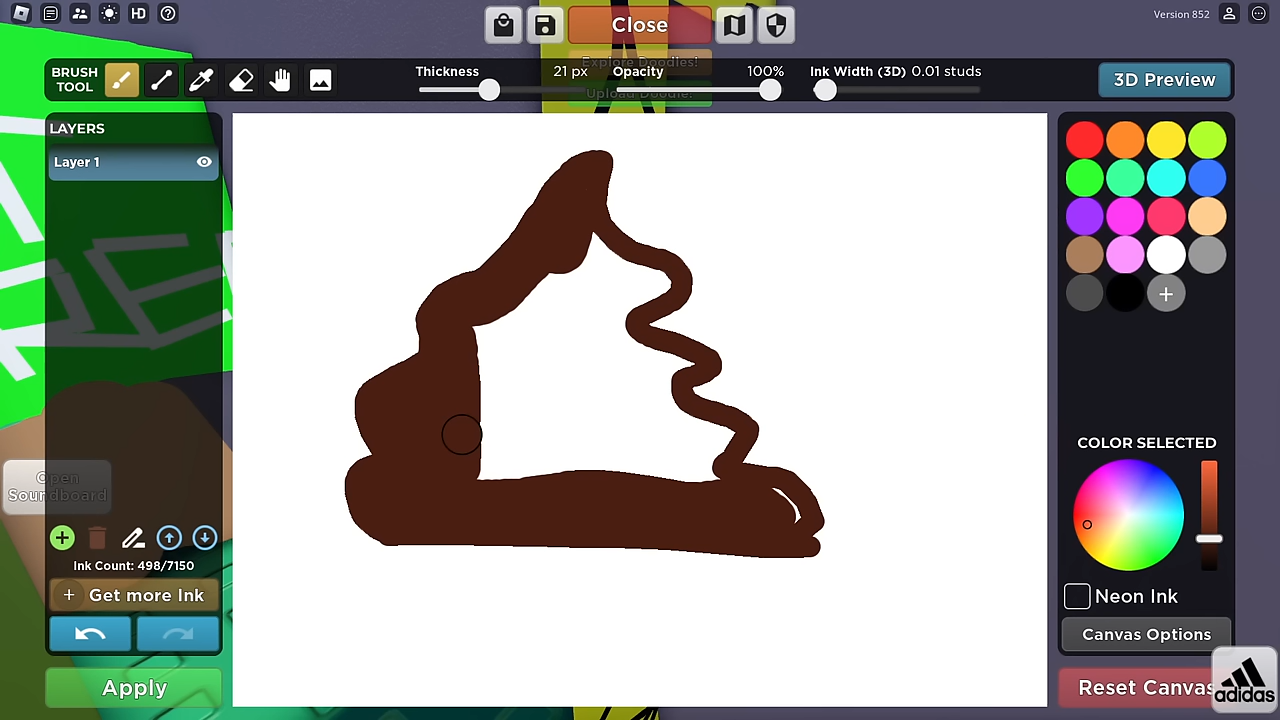 HD
Close
Version 852
Explore Doodles!
BRUSH
TOOL
Thickness
21 px
Opacity
100%
Ink Width (3D) 0.01 studs
3D Preview
Upload Doodle!
LAYERS
Layer 1
COLOR SELECTED
Open
Soundboard
Ink Count: 498/7150
+ Get more Ink
Neon Ink
Canvas Options
Apply
Reset Canvas
adidas